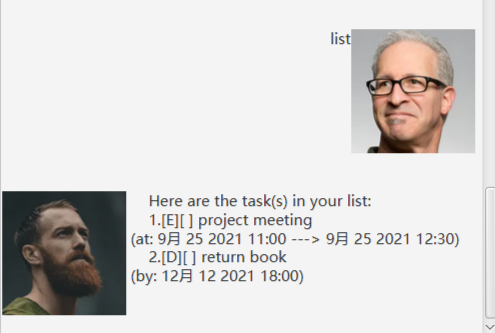 list
Here are the task(s) in your list:
1.[E][ ] project meeting
(at: 9月 25 2021 11:00 ---> 9月 25 2021 12:30)
2.[D][ ] return book
(by: 12月 12 2021 18:00)